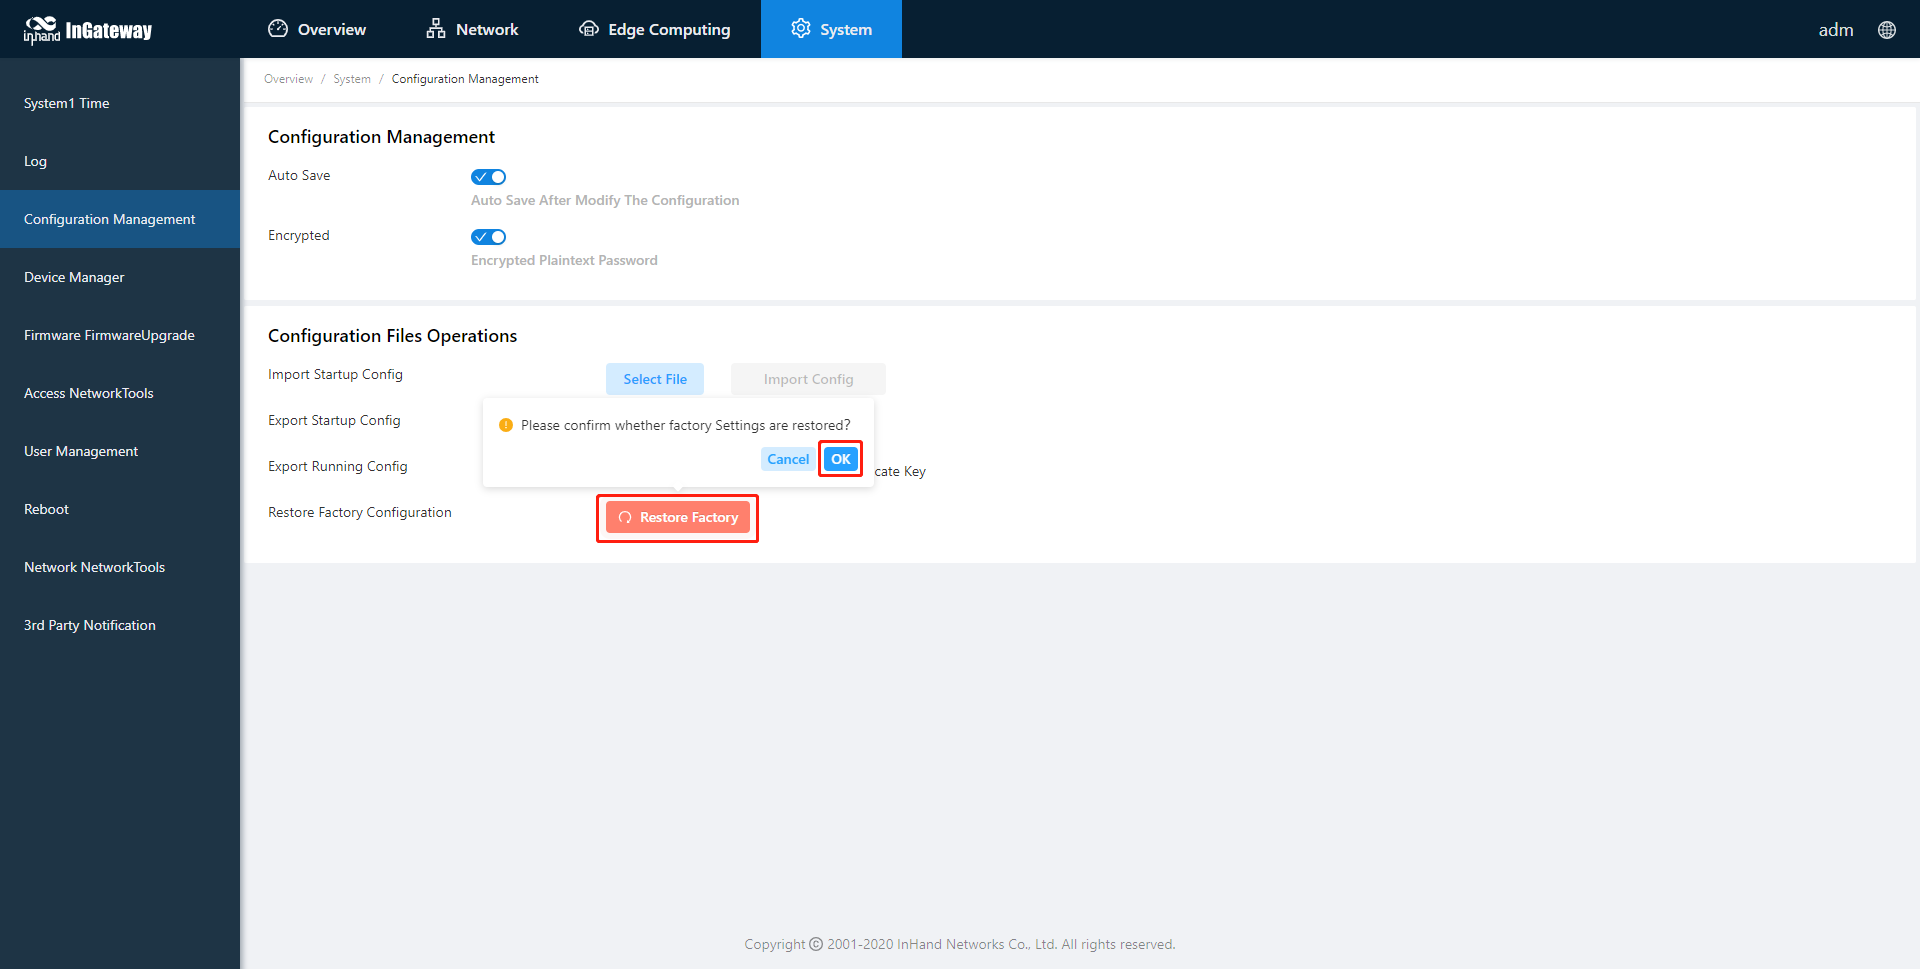 inhand InGateway
Overview
Network
Edge Computing
System
adm
System1 Time
Log
Configuration Management
Device Manager
Firmware FirmwareUpgrade
Access NetworkTools
User Management
Reboot
Network NetworkTools
3rd Party Notification
Overview / System / Configuration Management
Configuration Management
Auto Save
Auto Save After Modify The Configuration
Encrypted
Encrypted Plaintext Password
Configuration Files Operations
Import Startup Config
Select File
Import Config
Export Startup Config
Please confirm whether factory Settings are restored?
Cancel
OK
Export Running Config
cate Key
Restore Factory Configuration
Restore Factory
Copyright © 2001-2020 InHand Networks Co., Ltd. All rights reserved.